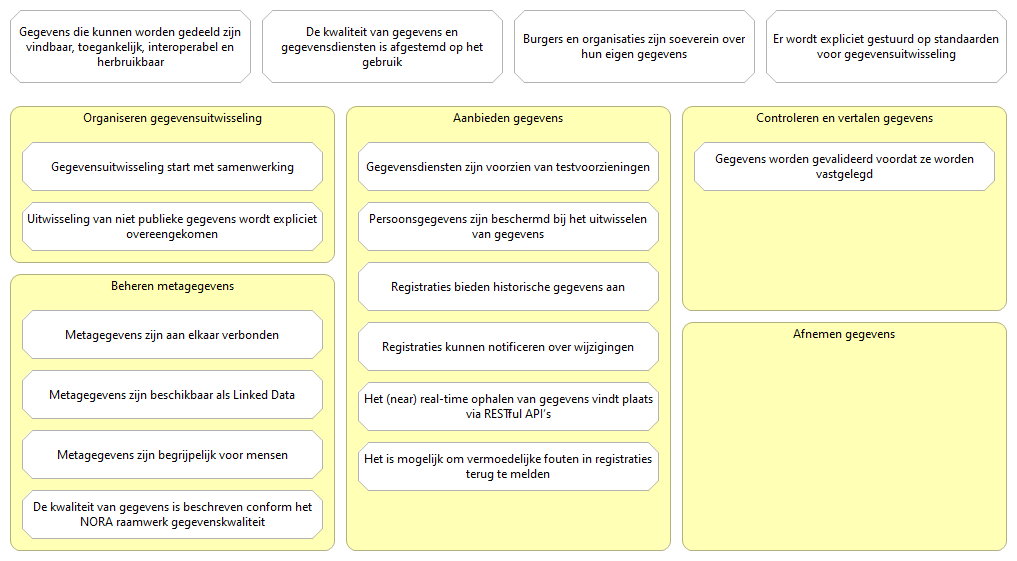 Gegevens die kunnen worden gedeeld zijn
vindbaar, toegankelijk, interoperabel en
herbruikbaar
De kwaliteit van gegevens en
gegevensdiensten is afgestemd op het
gebruik
Burgers en organisaties zijn soeverein over
hun eigen gegevens
Er wordt expliciet gestuurd op standaarden
voor gegevensuitwisseling
Organiseren gegevensuitwisseling
Gegevensuitwisseling start met samenwerking
Uitwisseling van niet publieke gegevens wordt expliciet
overeengekomen
Beheren metagegevens
Metagegevens zijn aan elkaar verbonden
Metagegevens zijn beschikbaar als Linked Data
Metagegevens zijn begrijpelijk voor mensen
De kwaliteit van gegevens is beschreven conform het
NORA raamwerk gegevenskwaliteit
Aanbieden gegevens
Gegevensdiensten zijn voorzien van testvoorzieningen
Persoonsgegevens zijn beschermd bij het uitwisselen
van gegevens
Registraties bieden historische gegevens aan
Registraties kunnen notificeren over wijzigingen
Het (near) real-time ophalen van gegevens vindt plaats
via RESTful API's
Het is mogelijk om vermoedelijke fouten in registraties
terug te melden
Controleren en vertalen gegevens
Gegevens worden gevalideerd voordat ze worden
vastgelegd
Afnemen gegevens